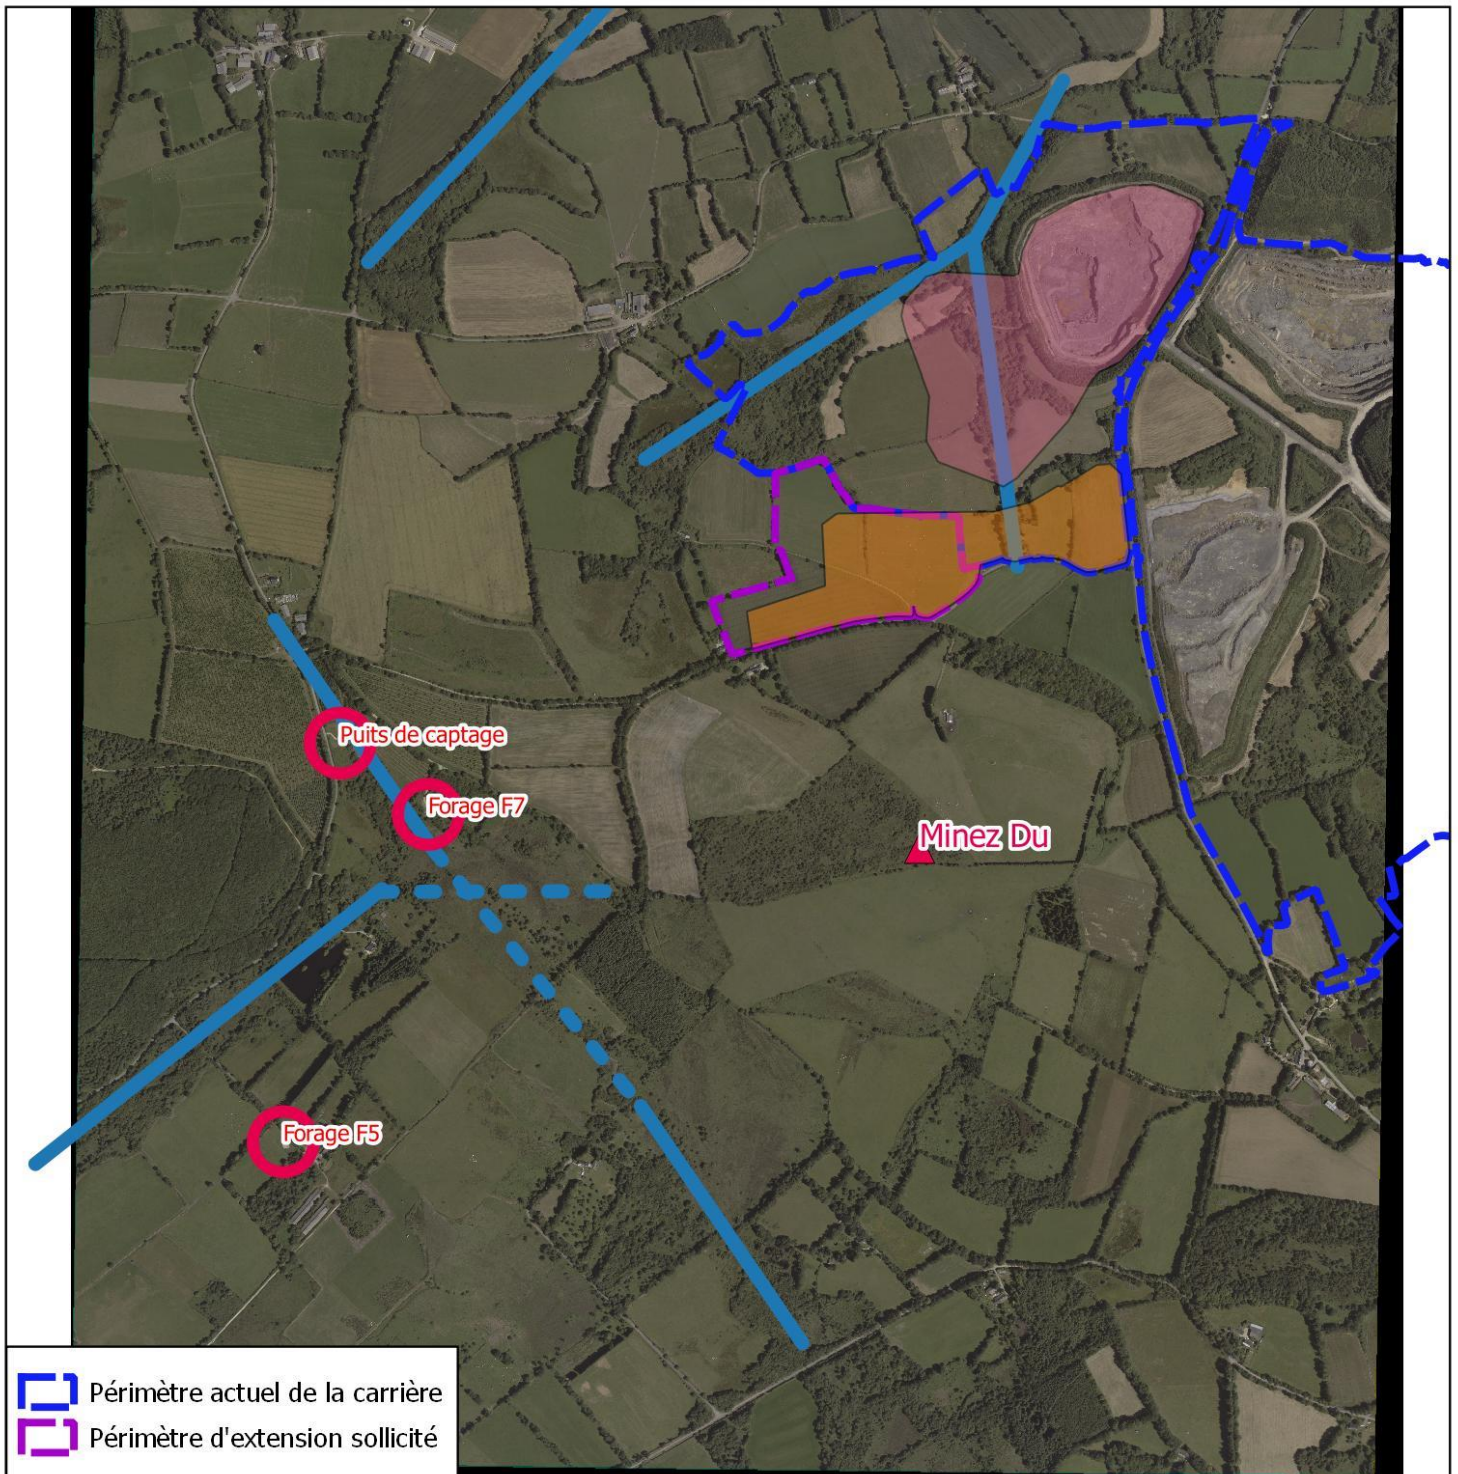 Puits de captage
Forage F7
Minez Du
Forage F5
Périmètre actuel de la carrière
Périmètre d'extension sollicité